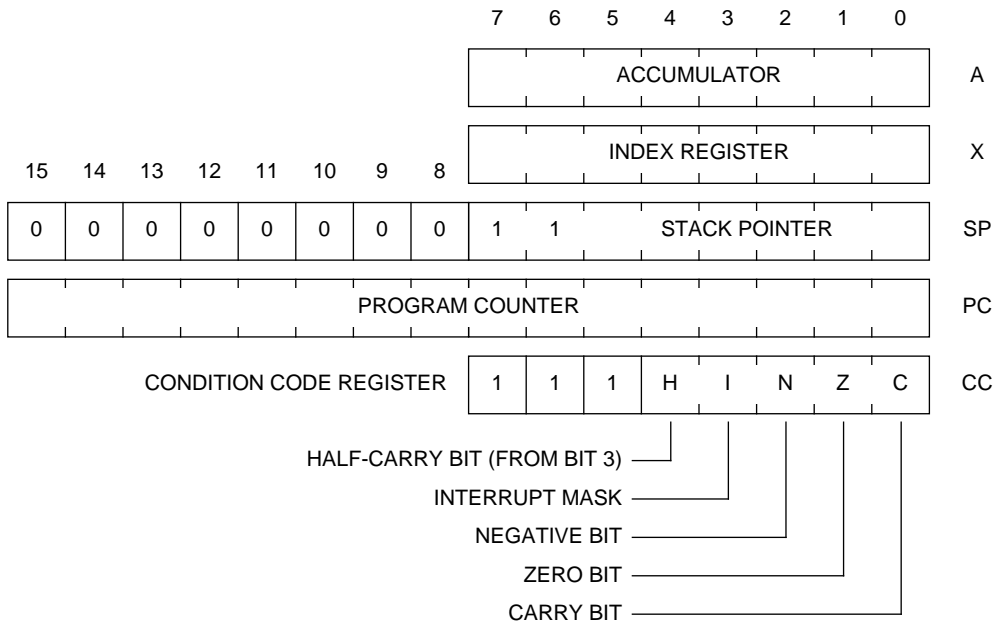 7 6 5 4 3 2 1 0
ACCUMULATOR A
INDEX REGISTER X
15 14 13 12 11 10 9 8
0 0 0 0 0 0 0 0 1 1 STACK POINTER SP
PROGRAM COUNTER PC
CONDITION CODE REGISTER 1 1 1 H I N Z C CC
HALF-CARRY BIT (FROM BIT 3)
INTERRUPT MASK
NEGATIVE BIT
ZERO BIT
CARRY BIT